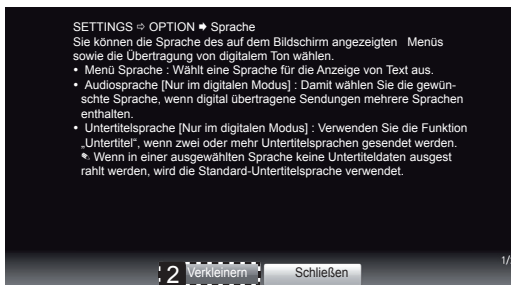 SETTINGS ⇨ OPTION ➡ Sprache
Sie können die Sprache des auf dem Bildschirm angezeigten Menüs
sowie die Übertragung von digitalem Ton wählen.
• Menü Sprache : Wählt eine Sprache für die Anzeige von Text aus.
• Audiosprache [Nur im digitalen Modus] : Damit wählen Sie die gewün-
schte Sprache, wenn digital übertragene Sendungen mehrere Sprachen
enthalten.
• Untertitelsprache [Nur im digitalen Modus] : Verwenden Sie die Funktion
„Untertitel“, wenn zwei oder mehr Untertitelsprachen gesendet werden.
✎ Wenn in einer ausgewählten Sprache keine Untertiteldaten ausgest
rahlt werden, wird die Standard-Untertitelsprache verwendet.
1/
2 Verkleinern Schließen